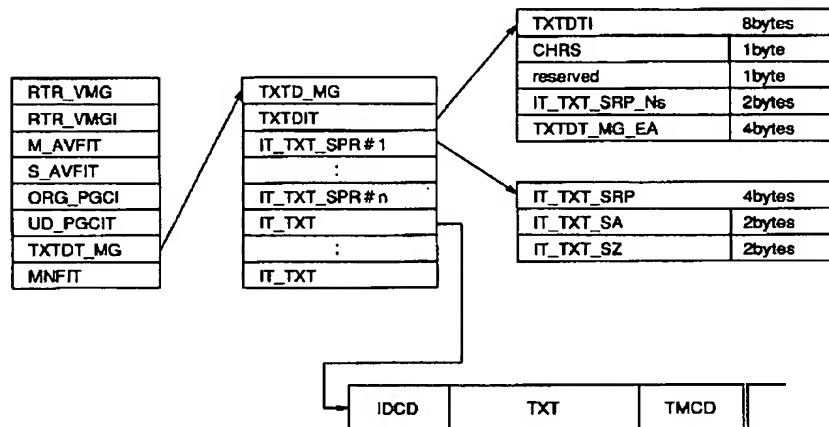 RTR_VMG
RTR_VMGI
M_AVFIT
S_AVFIT
ORG_PGCI
UD_PGCIT
TXTDT_MG
MNFIT
TXTD_MG
TXTDIT
IT_TXT_SPR#1
:
IT_TXT_SPR#n
IT_TXT
:
IT_TXT
TXTDTI 8bytes
CHRS 1byte
reserved 1byte
IT_TXT_SRP_Ns 2bytes
TXTDT_MG_EA 4bytes
IT_TXT_SRP 4bytes
IT_TXT_SA 2bytes
IT_TXT_SZ 2bytes
IDCD TXT TMCD